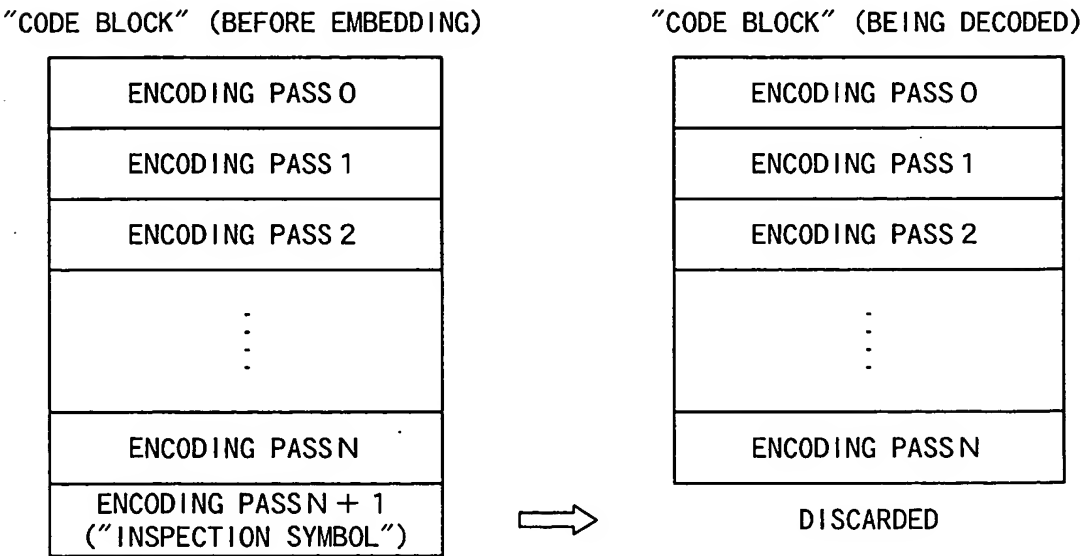 "CODE BLOCK" (BEFORE EMBEDDING)
ENCODING PASS 0
ENCODING PASS 1
ENCODING PASS 2
ENCODING PASS N
ENCODING PASS N + 1
("INSPECTION SYMBOL")
"CODE BLOCK" (BEING DECODED)
ENCODING PASS 0
ENCODING PASS 1
ENCODING PASS 2
ENCODING PASS N
DISCARDED